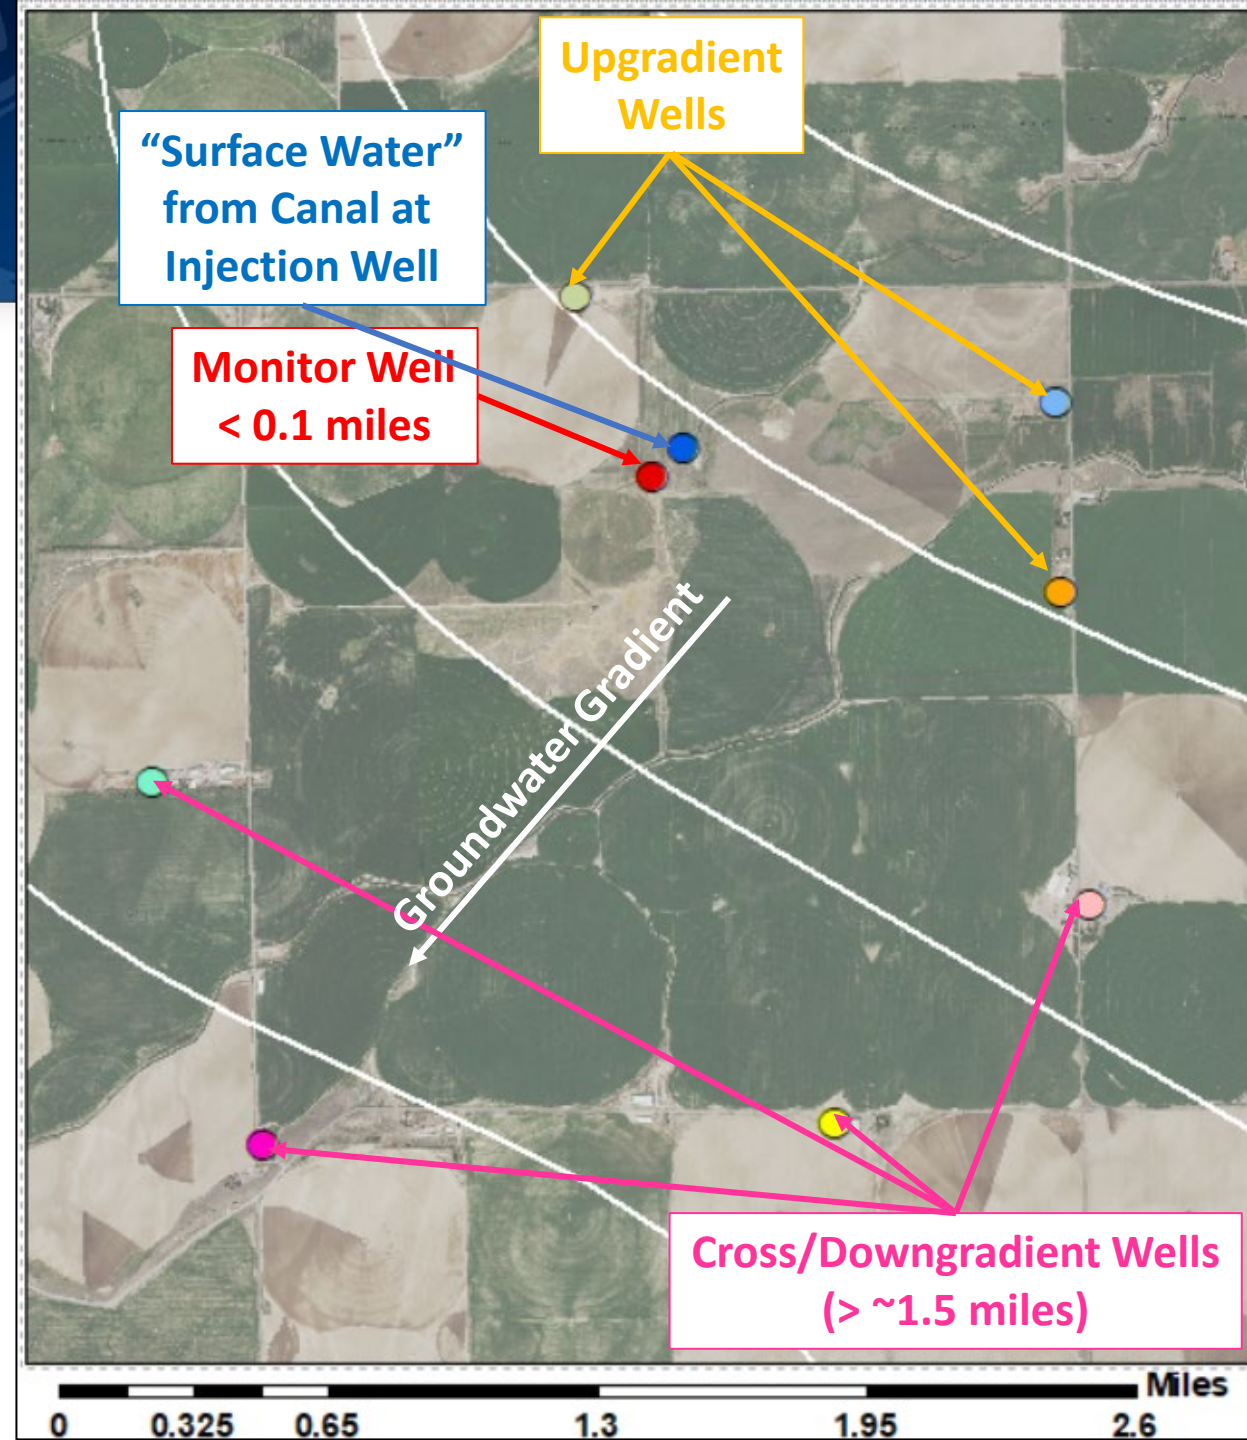 Upgradient
Wells
“Surface Water”
from Canal at
Injection Well
Monitor Well
< 0.1 miles
Groundwater Gradient
Cross/Downgradient Wells
(> ~1.5 miles)
Miles
0 0.325 0.65 1.3 1.95 2.6